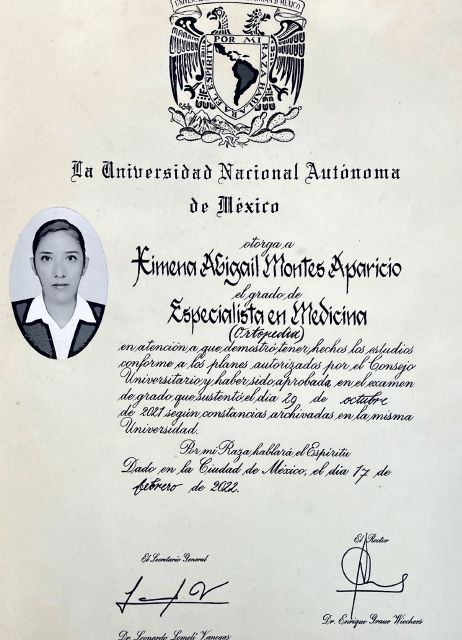 UNIVERSIDAD NACIONAL AUTONOMA DE MEXICO
POR MI RAZA HABLARA EL ESPIRITU
La Universidad Nacional Autónoma
de México
otorga a
Ximena Abigail Montes Aparicio
el grado de
Especialista en Medicina
(Ortopedia)
en atención a que demostró tener hechos los estudios
conforme a los planes autorizados por el Consejo
Universitario y haber sido aprobada en el examen
de grado que sustentó el día 29 de octubre
de 2021 según constancias archivadas en la misma
Universidad.
Por mi Raza hablará el Espíritu
Dado en la Ciudad de México, el día 17 de
febrero de 2022.
El Secretario General
El Rector
Dr. Enrique Graue Wiechers
Dr. Leonardo Lomelí Vanegas